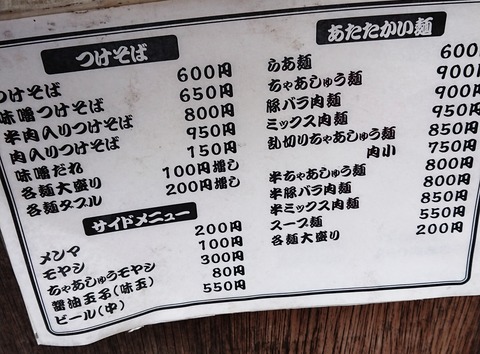 つけそば
つけそば 600円
味噌つけそば 650円
半肉入りつけそば 800円
肉入りつけそば 950円
味噌だれ 150円
各麺大盛り 100円増し
各麺ダブル 200円増し
サイドメニュー
メンマ 200円
モヤシ 100円
ちゃあしゅうモヤシ 300円
醤油玉子(味玉) 80円
ビール(中) 550円
あたたかい麺
らあ麺 600円
ちゃあしゅう麺 900円
豚バラ肉麺 900円
ミックス肉麺 950円
乱切りちゃあしゅう麺 850円
肉小 750円
半ちゃあしゅう麺 800円
半豚バラ肉麺 800円
半ミックス肉麺 850円
スープ麺 550円
各麺大盛り 200円